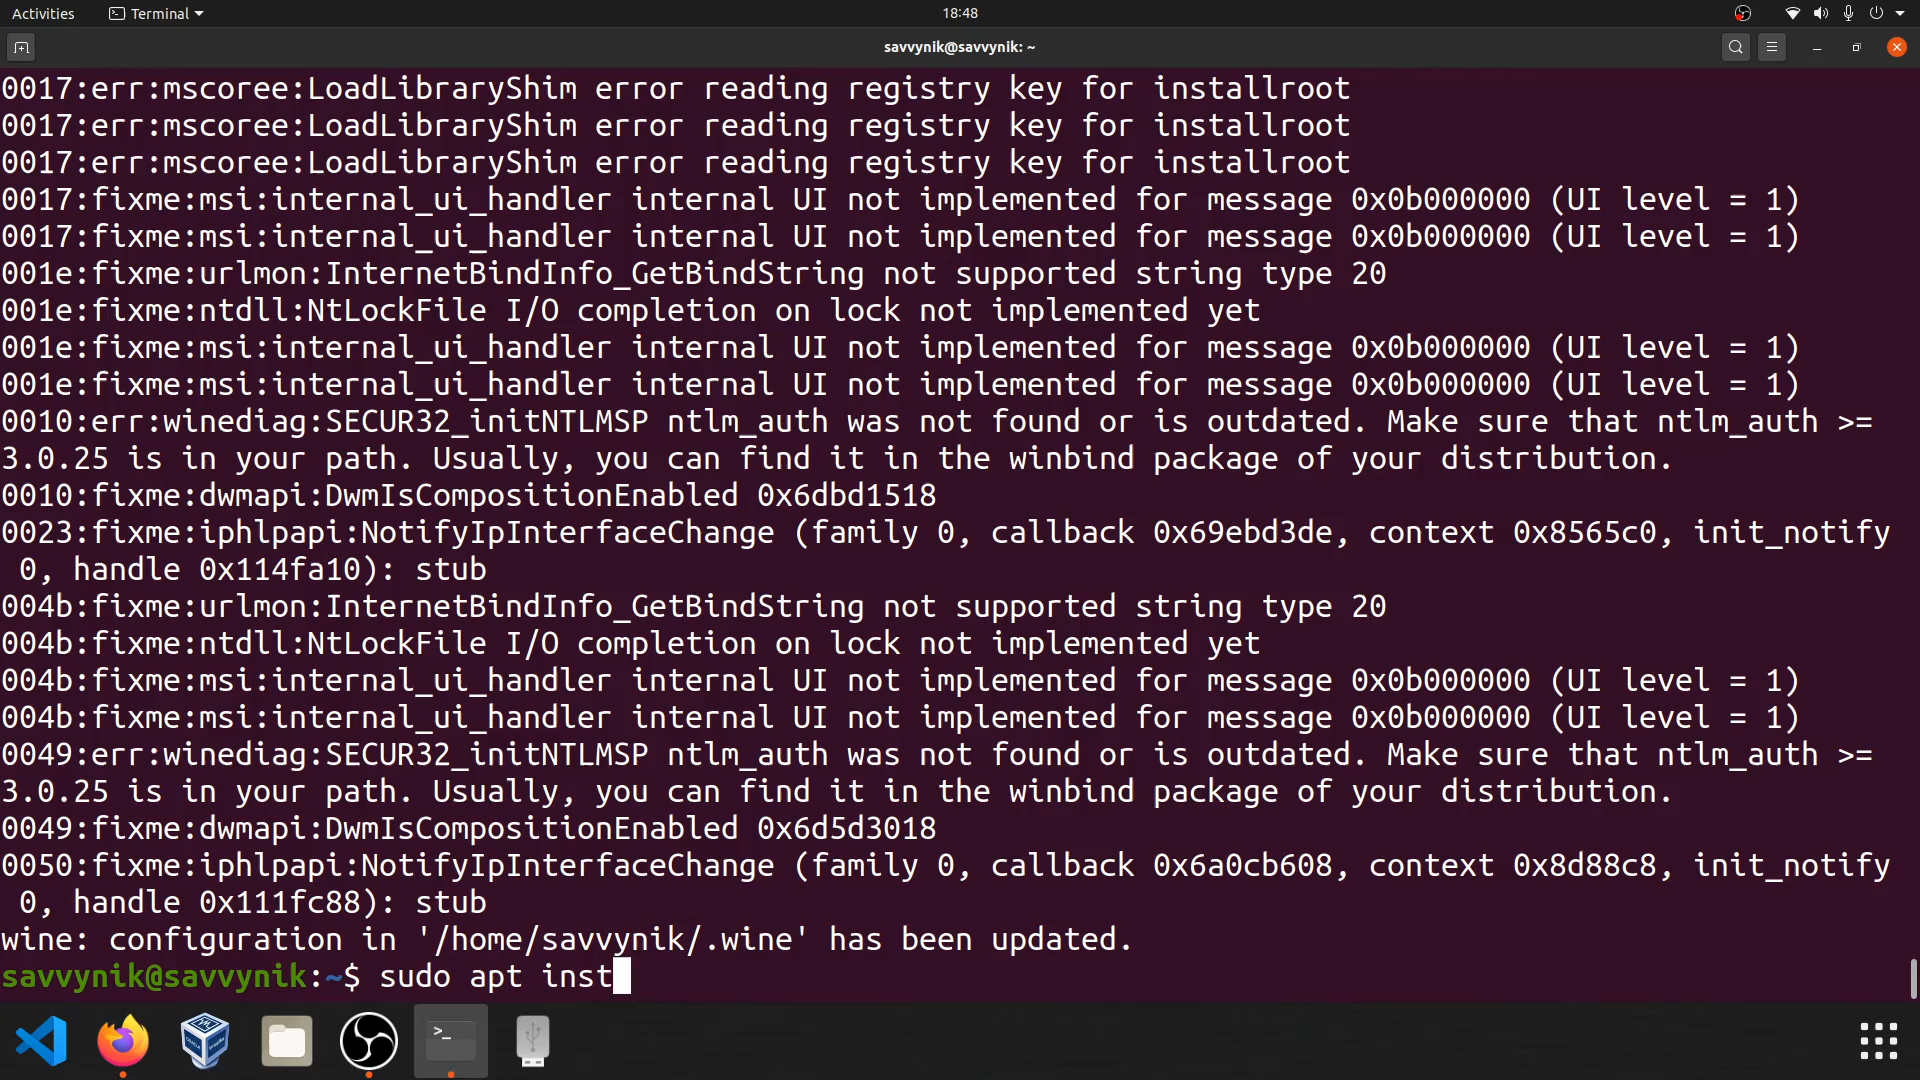 Activities
Terminal
18:48
savvynik@savvynik: ~
0017:err:mscoree:LoadLibraryShim error reading registry key for installroot
0017:err:mscoree:LoadLibraryShim error reading registry key for installroot
0017:err:mscoree:LoadLibraryShim error reading registry key for installroot
0017:fixme:msi:internal_ui_handler internal UI not implemented for message 0x0b000000 (UI level = 1)
0017:fixme:msi:internal_ui_handler internal UI not implemented for message 0x0b000000 (UI level = 1)
001e:fixme:urlmon:InternetBindInfo_GetBindString not supported string type 20
001e:fixme:ntdll:NtLockFile I/O completion on lock not implemented yet
001e:fixme:msi:internal_ui_handler internal UI not implemented for message 0x0b000000 (UI level = 1)
001e:fixme:msi:internal_ui_handler internal UI not implemented for message 0x0b000000 (UI level = 1)
0010:err:winediag:SECUR32_initNTLMSP ntlm_auth was not found or is outdated. Make sure that ntlm_auth >=
3.0.25 is in your path. Usually, you can find it in the winbind package of your distribution.
0010:fixme:dwmapi:DwmIsCompositionEnabled 0x6dbd1518
0023:fixme:iphlpapi:NotifyIpInterfaceChange (family 0, callback 0x69ebd3de, context 0x8565c0, init_notify
0, handle 0x114fa10): stub
004b:fixme:urlmon:InternetBindInfo_GetBindString not supported string type 20
004b:fixme:ntdll:NtLockFile I/O completion on lock not implemented yet
004b:fixme:msi:internal_ui_handler internal UI not implemented for message 0x0b000000 (UI level = 1)
004b:fixme:msi:internal_ui_handler internal UI not implemented for message 0x0b000000 (UI level = 1)
0049:err:winediag:SECUR32_initNTLMSP ntlm_auth was not found or is outdated. Make sure that ntlm_auth >=
3.0.25 is in your path. Usually, you can find it in the winbind package of your distribution.
0049:fixme:dwmapi:DwmIsCompositionEnabled 0x6d5d3018
0050:fixme:iphlpapi:NotifyIpInterfaceChange (family 0, callback 0x6a0cb608, context 0x8d88c8, init_notify
0, handle 0x111fc88): stub
wine: configuration in '/home/savvynik/.wine' has been updated.
savvynik@savvynik:~$ sudo apt inst